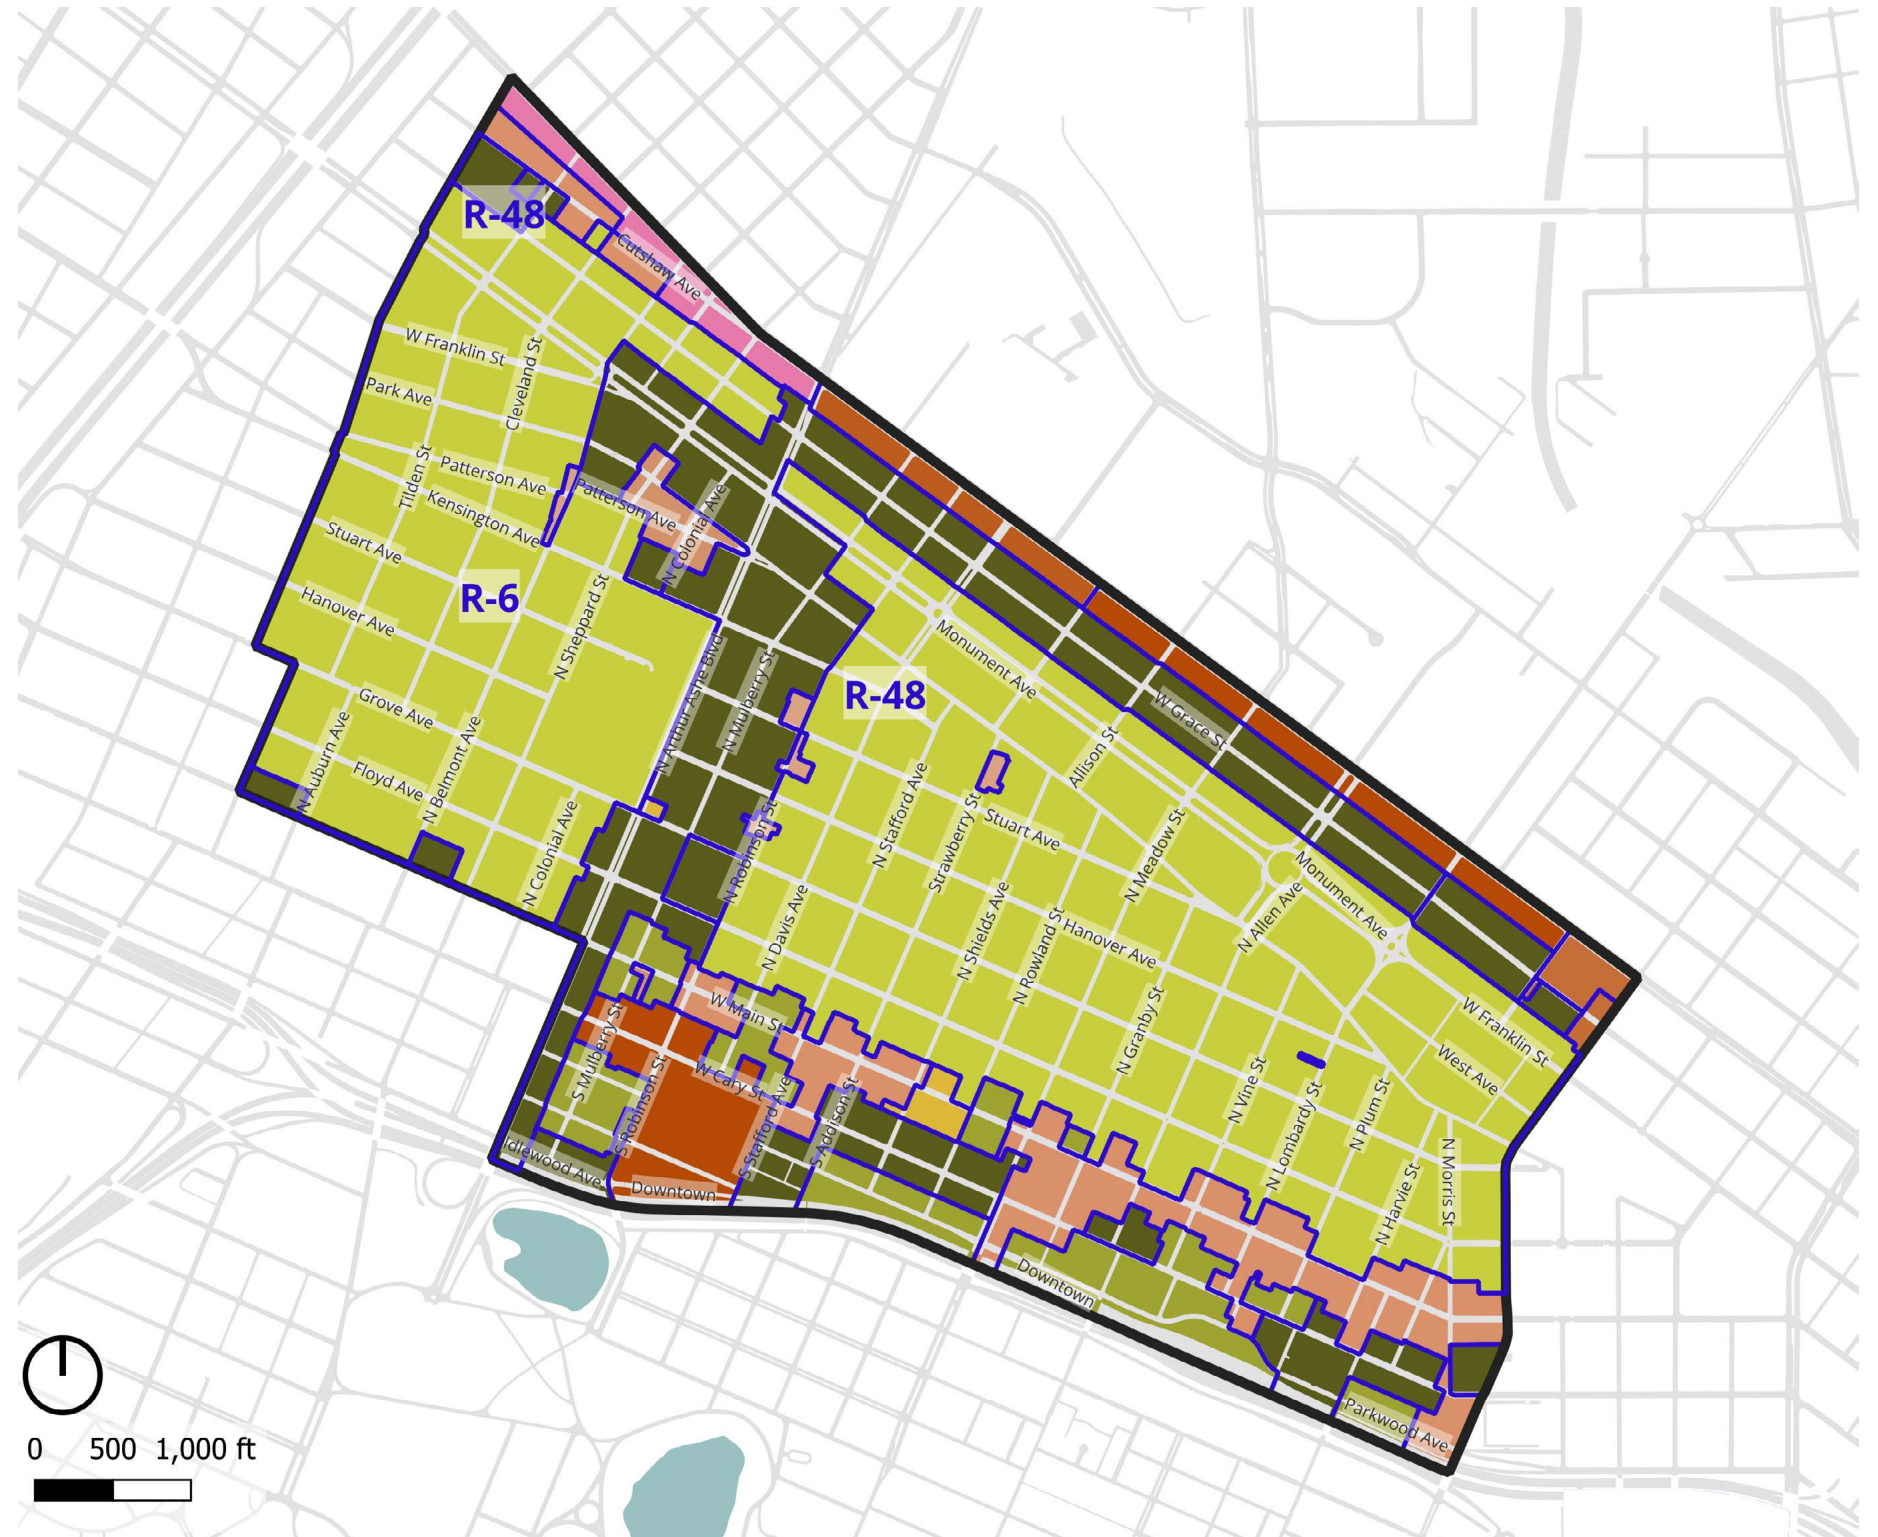 R-48
Cutshaw Ave
W Franklin St
Cleveland St
Park Ave
Tilden St
Patterson Ave
Patterson Ave
Kensington Ave
N Colonial Ave
Stuart Ave
R-6
Hanover Ave
N Sheppard St
Monument Ave
R-48
N Arthur Ashe Blvd
N Mulberry St
W Grace St
Grove Ave
N Auburn Ave
N Belmont Ave
Floyd Ave
Allison St
N Stafford Ave
Strawberry St
Stuart Ave
N Meadow St
N Colonial Ave
N Robinson St
N Davis Ave
N Shields Ave
N Rowland St
Hanover Ave
N Allen Ave
Monument Ave
W Main St
N Granby St
W Franklin St
West Ave
S Mulberry St
W Cary St
S Robinson St
S Stafford Ave
S Addison St
N Vine St
N Lombardy St
N Plum St
N Harvie St
N Morris St
Idlewood Ave
Downtown
Downtown
Parkwood Ave
0 500 1,000 ft